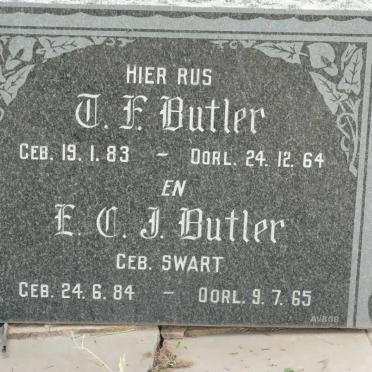 HIER RUS
T. F. Butler
GEB. 19.1.83 – OORL. 24.12.64
EN
E. C. J. Butler
GEB. SWART
GEB. 24.6.84 – OORL. 9.7.65